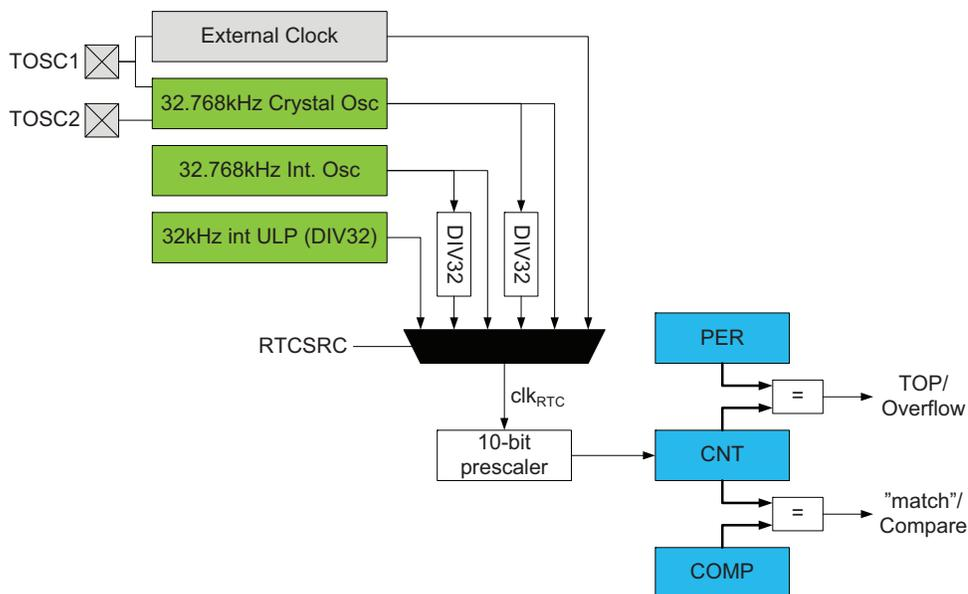 External Clock
TOSC1
32.768kHz Crystal Osc
TOSC2
32.768kHz Int. Osc
32kHz int ULP (DIV32)
DIV32
DIV32
RTCSRC
PER
clkRTC
=
TOP/
Overflow
10-bit
prescaler
CNT
=
”match”/
Compare
COMP